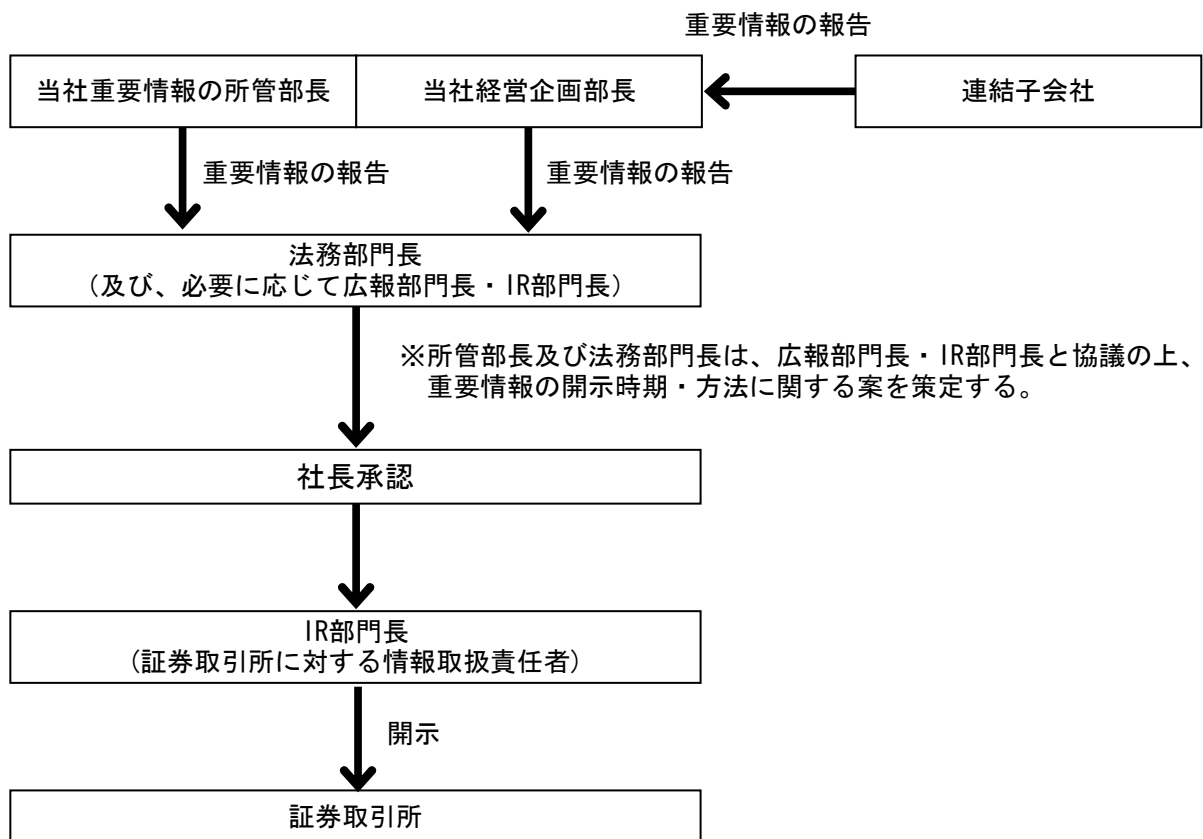 重要情報の報告
当社重要情報の所管部長
当社経営企画部長
連結子会社
重要情報の報告
重要情報の報告
法務部門長
(及び、必要に応じて広報部門長・IR部門長)
※所管部長及び法務部門長は、広報部門長・IR部門長と協議の上、
重要情報の開示時期・方法に関する案を策定する。
社長承認
IR部門長
(証券取引所に対する情報取扱責任者)
開示
証券取引所